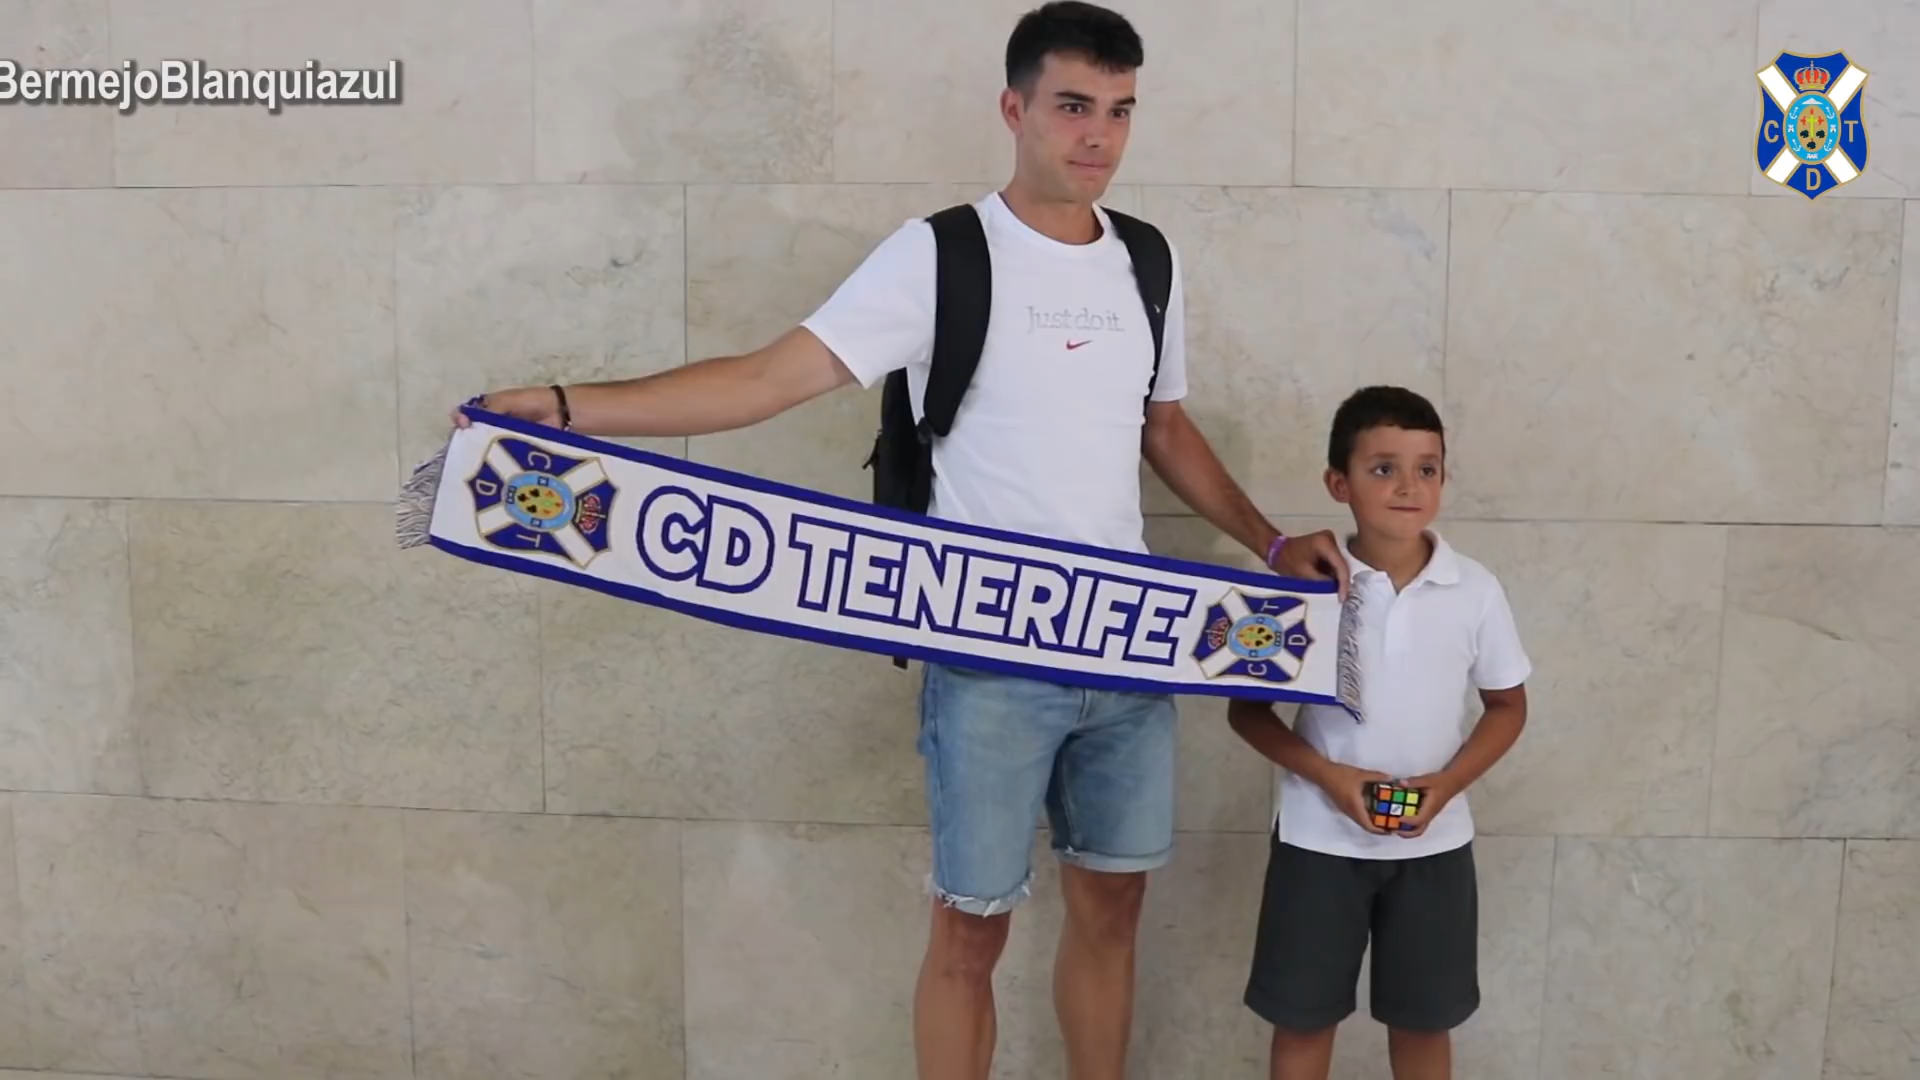 BermejoBlanquiazul
C T
D
Just do it.
C
D T
CD TENERIFE
T
D
C